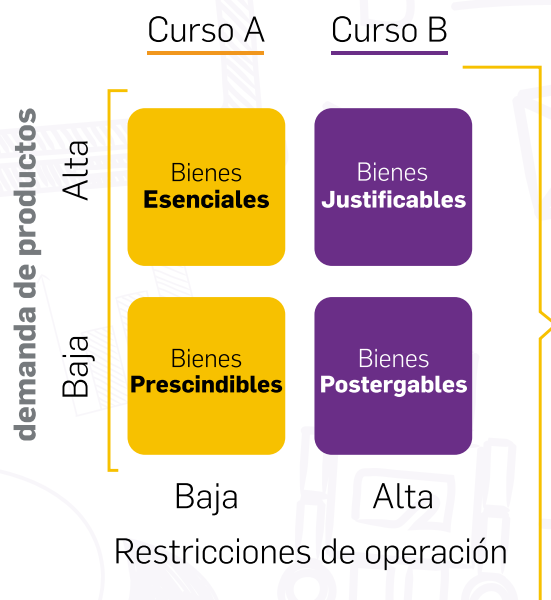 Curso A
Curso B
demanda de productos
Alta
Bienes
Esenciales
Bienes
Justificables
Baja
Bienes
Prescindibles
Bienes
Postergables
Baja
Alta
Restricciones de operación